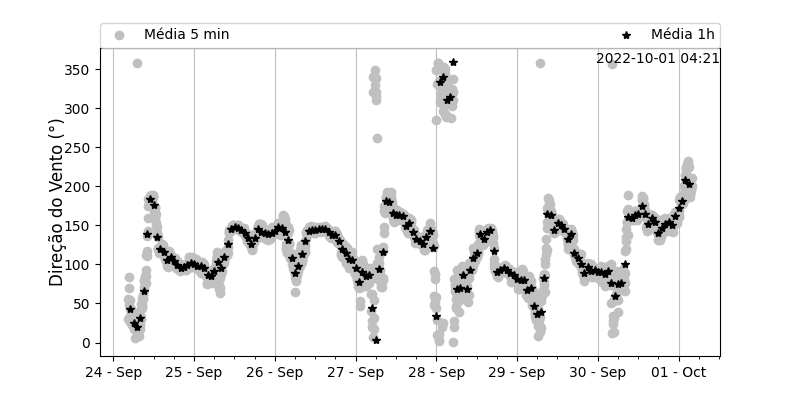 Média 5 min
Média 1h
2022-10-01 04:21
Direção do Vento (°)
350
300
250
200
150
100
50
0
24 - Sep
25 - Sep
26 - Sep
27 - Sep
28 - Sep
29 - Sep
30 - Sep
01 - Oct